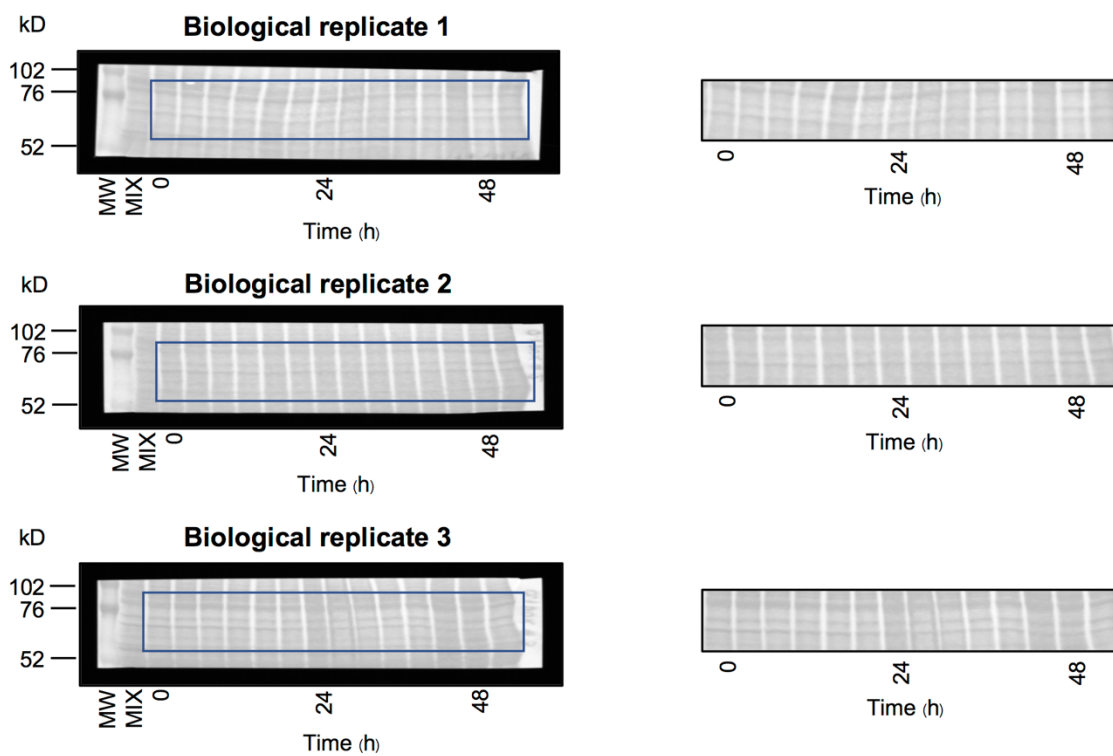 kD
Biological replicate 1
102
76
52
MW
MIX
0
24
48
Time (h)
0
24
48
Time (h)
kD
Biological replicate 2
102
76
52
MW
MIX
0
24
48
Time (h)
0
24
48
Time (h)
kD
Biological replicate 3
102
76
52
MW
MIX
0
24
48
Time (h)
0
24
48
Time (h)